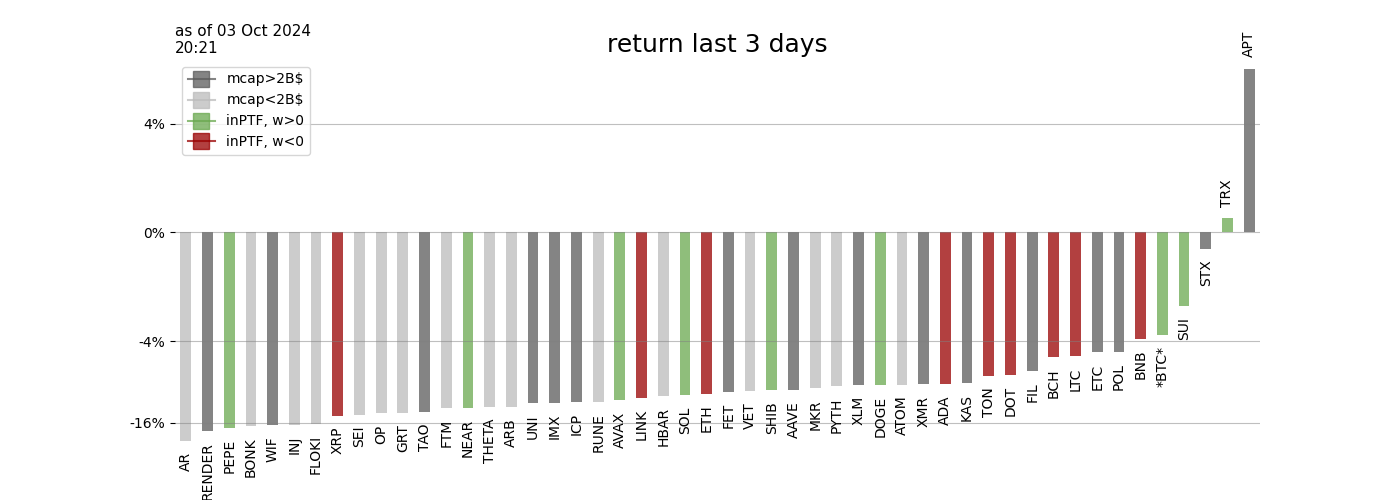 as of 03 Oct 2024
20:21
return last 3 days
mcap>2B$
mcap<2B$
inPTF, w>0
inPTF, w<0
4%
0%
-4%
-16%
AR
RENDER
PEPE
BONK
WIF
INJ
FLOKI
XRP
SEI
OP
GRT
TAO
FTM
NEAR
THETA
ARB
UNI
IMX
ICP
RUNE
AVAX
LINK
HBAR
SOL
ETH
FET
VET
SHIB
AAVE
MKR
PYTH
XLM
DOGE
ATOM
XMR
ADA
KAS
TON
DOT
FIL
BCH
LTC
ETC
POL
BNB
*BTC*
SUI
STX
TRX
APT